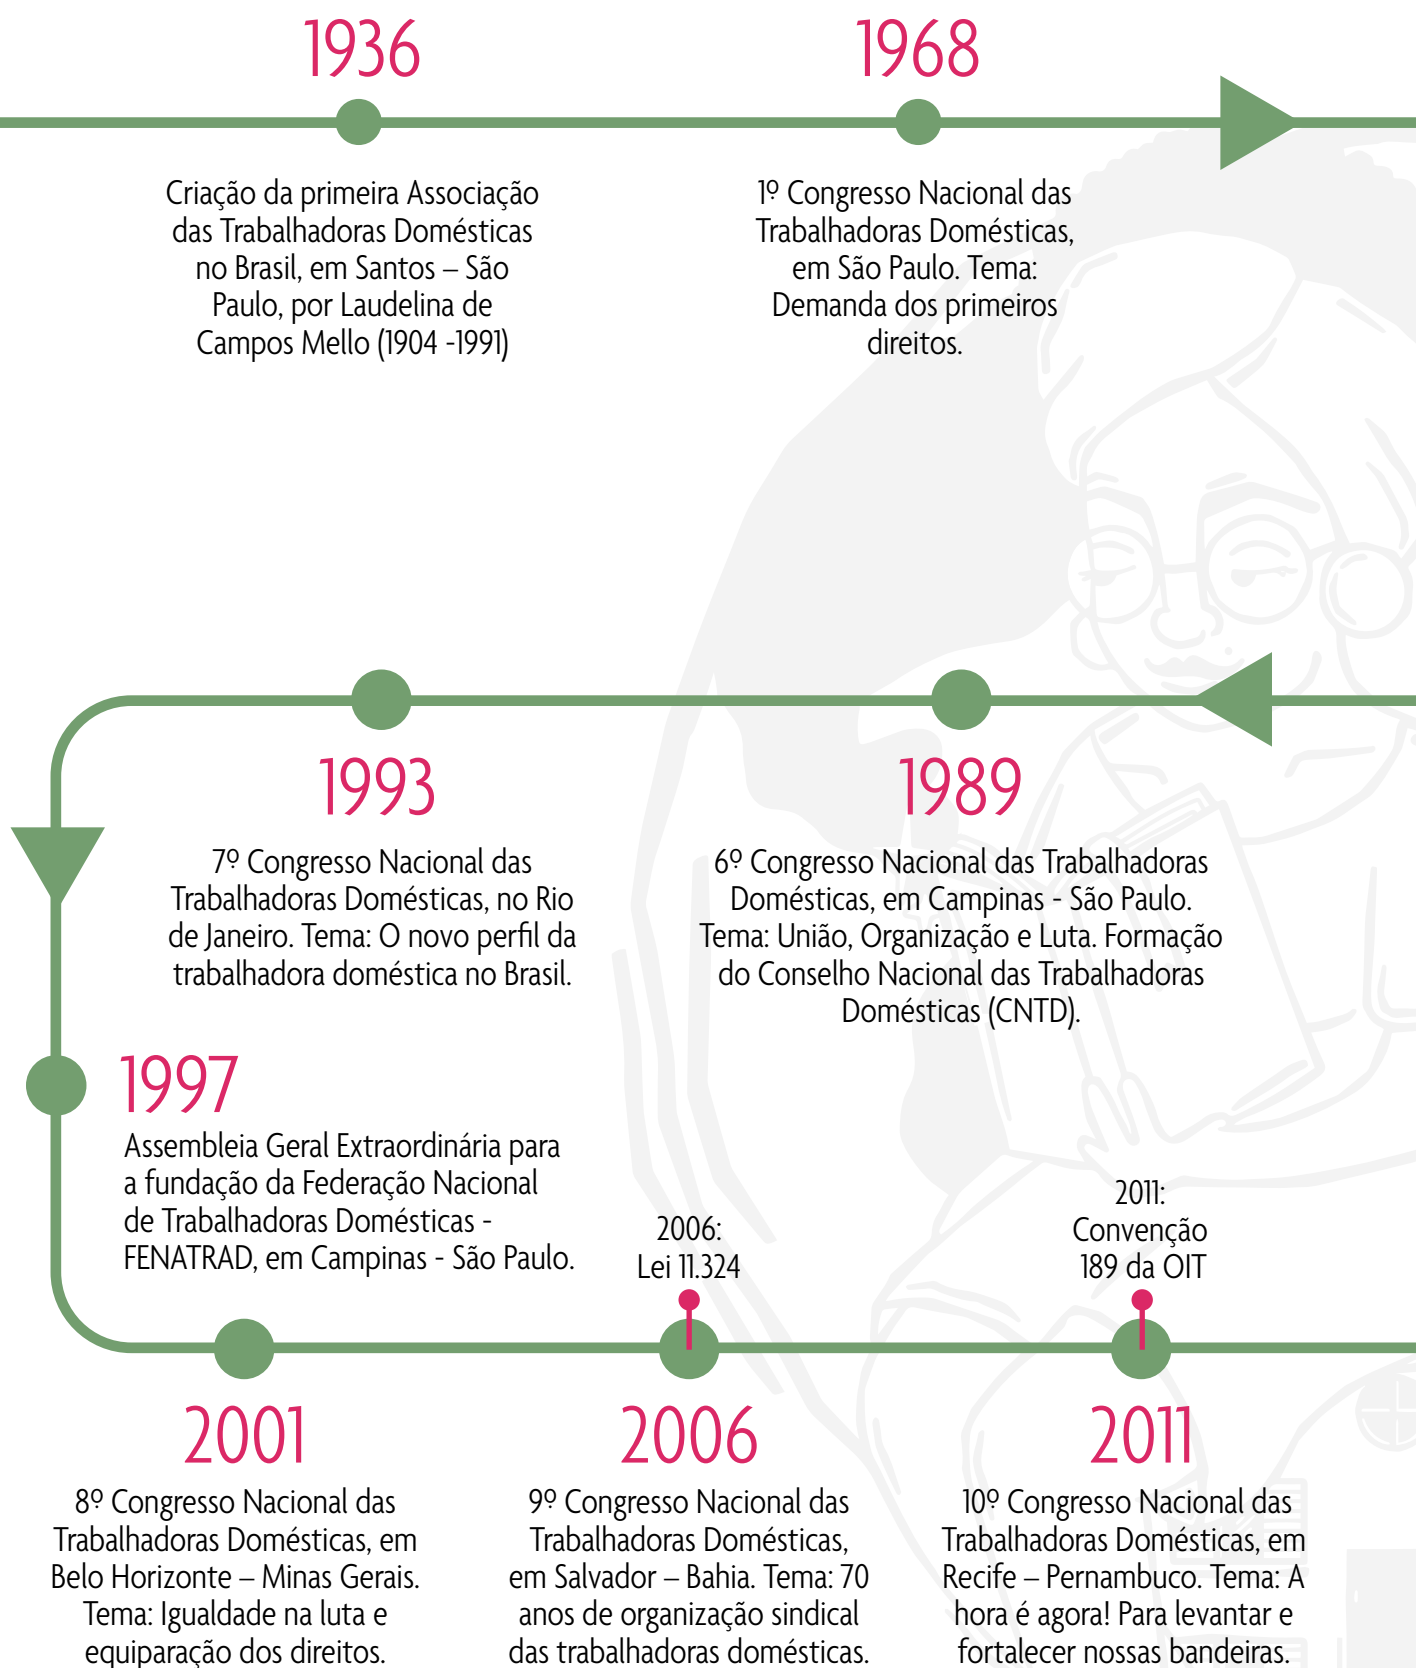 1936
Criação da primeira Associação
das Trabalhadoras Domésticas
no Brasil, em Santos – São
Paulo, por Laudelina de
Campos Mello (1904 -1991)
1968
1º Congresso Nacional das
Trabalhadoras Domésticas,
em São Paulo. Tema:
Demanda dos primeiros
direitos.
1989
6º Congresso Nacional das Trabalhadoras
Domésticas, em Campinas - São Paulo.
Tema: União, Organização e Luta. Formação
do Conselho Nacional das Trabalhadoras
Domésticas (CNTD).
1993
7º Congresso Nacional das
Trabalhadoras Domésticas, no Rio
de Janeiro. Tema: O novo perfil da
trabalhadora doméstica no Brasil.
1997
Assembleia Geral Extraordinária para
a fundação da Federação Nacional
de Trabalhadoras Domésticas -
FENATRAD, em Campinas - São Paulo.
2001
8º Congresso Nacional das
Trabalhadoras Domésticas, em
Belo Horizonte – Minas Gerais.
Tema: Igualdade na luta e
equiparação dos direitos.
2006:
Lei 11.324
2006
9º Congresso Nacional das
Trabalhadoras Domésticas,
em Salvador – Bahia. Tema: 70
anos de organização sindical
das trabalhadoras domésticas.
2011:
Convenção
189 da OIT
2011
10º Congresso Nacional das
Trabalhadoras Domésticas, em
Recife – Pernambuco. Tema: A
hora é agora! Para levantar e
fortalecer nossas bandeiras.